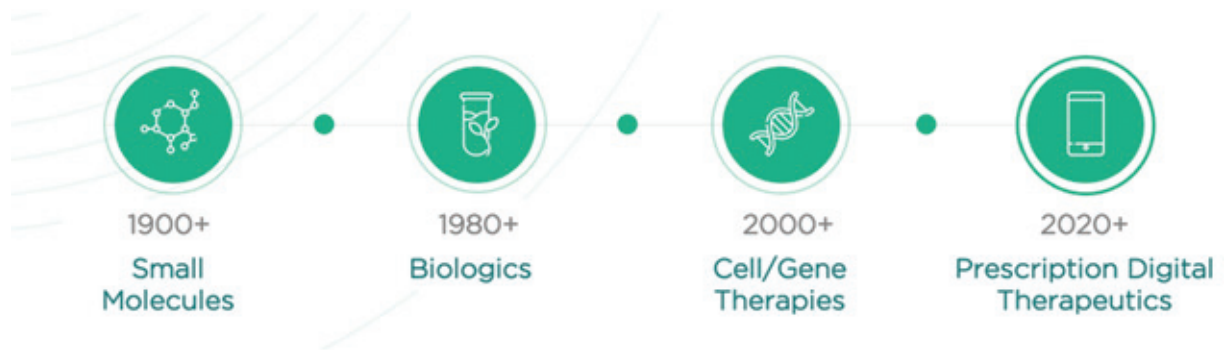 1900+
Small
Molecules
1980+
Biologics
2000+
Cell/Gene
Therapies
2020+
Prescription Digital
Therapeutics